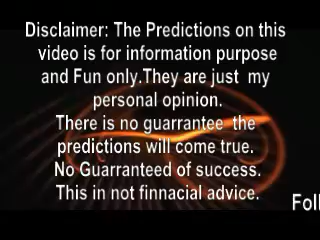 Disclaimer: The Predictions on this
video is for information purpose
and Fun only.They are just my
personal opinion.
There is no guarrantee the
predictions will come true.
No Guaranteed of success.
This in not finnacial advice.
Foll